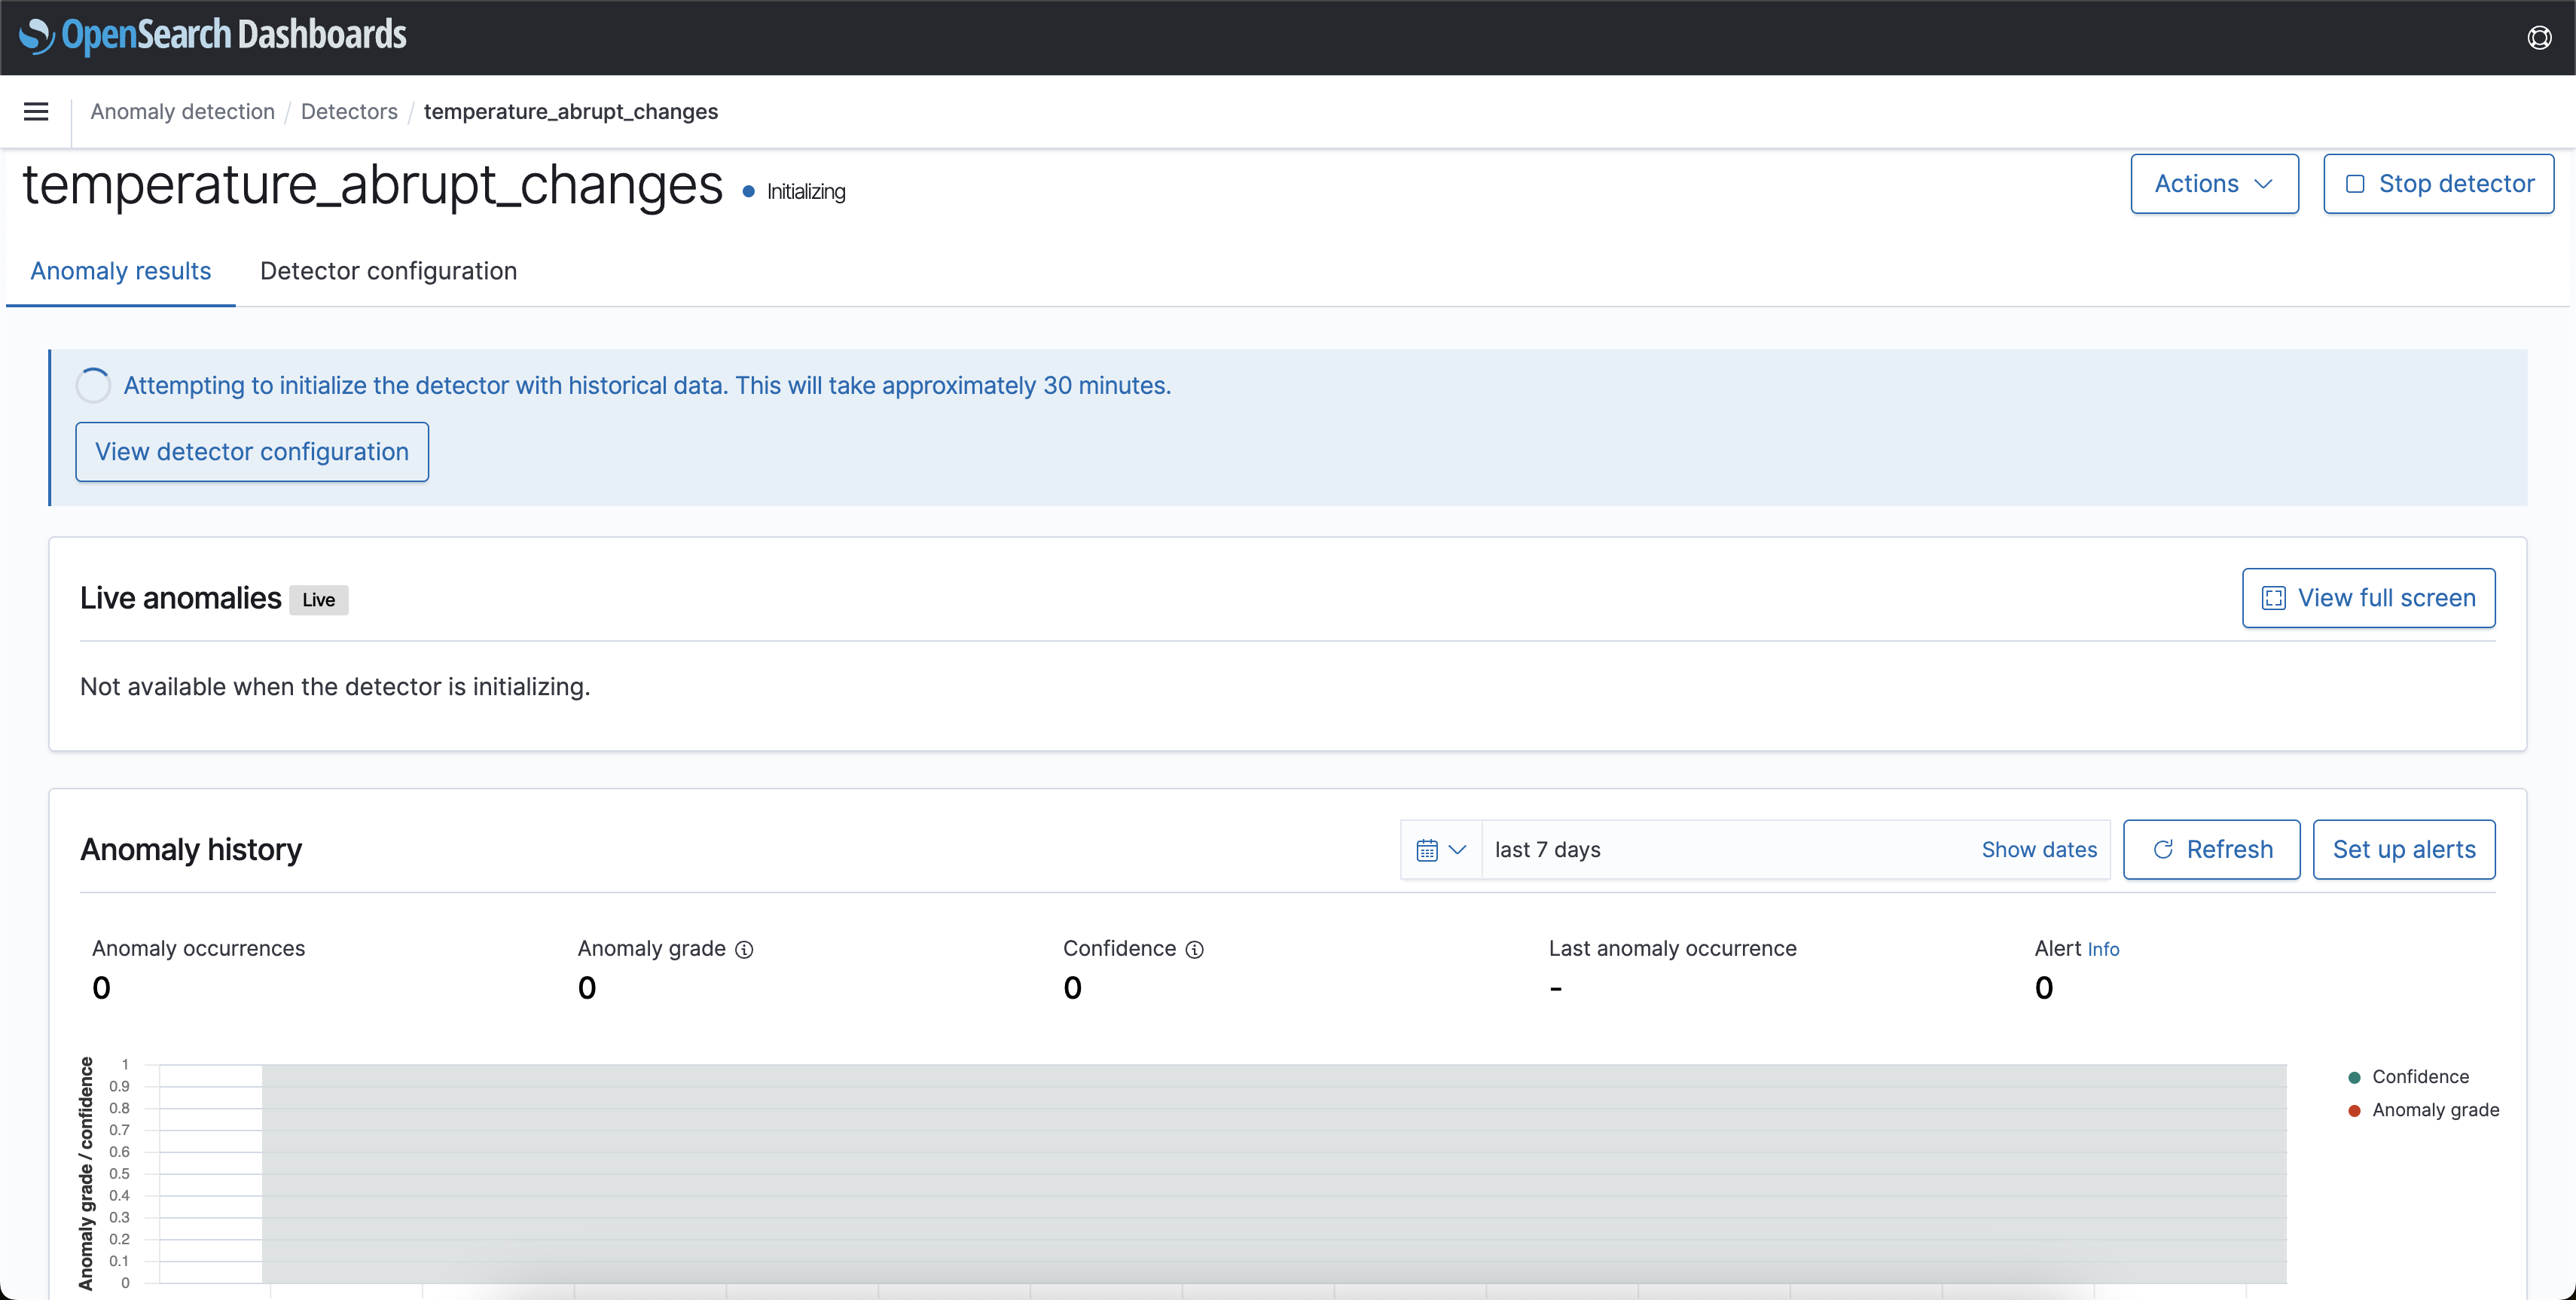 OpenSearch Dashboards
Anomaly detection / Detectors / temperature_abrupt_changes
temperature_abrupt_changes Initializing
Actions Stop detector
Anomaly results Detector configuration
Attempting to initialize the detector with historical data. This will take approximately 30 minutes.
View detector configuration
Live anomalies Live
View full screen
Not available when the detector is initializing.
Anomaly history
last 7 days Show dates Refresh Set up alerts
Anomaly occurrences Anomaly grade Confidence Last anomaly occurrence Alert Info
0 0 0 - 0
Anomaly grade / confidence
1
0.9
0.8
0.7
0.6
0.5
0.4
0.3
0.2
0.1
0
Confidence
Anomaly grade